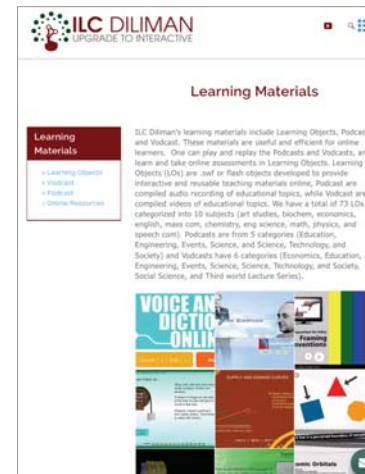 ILC DILIMAN
UPGRADE TO INTERACTIVE
Learning Materials
Learning
Materials
» Learning Objects
» Vodcast
» Podcast
» Online Resources
ILC Diliman's learning materials include Learning Objects, Podcast
and Vodcast. These materials are useful and efficient for online
learners. One can play and replay the Podcasts and Vodcasts, and
learn and take online assessments in Learning Objects. Learning
Objects (LOs) are .swf or flash objects developed to provide
interactive and reusable teaching materials online, Podcast are
compiled audio recording of educational topics, while Vodcast are
compiled videos of educational topics. We have a total of 73 LOs
categorized into 10 subjects (art studies, biochem, economics,
english, mass com, chemistry, eng science, math, physics, and
speech com). Podcasts are from 5 categories (Education,
Engineering, Events, Science, and Science, Technology, and
Society) and Vodcasts have 6 categories (Economics, Education,
Engineering, Events, Science, Science, Technology, and Society,
Social Science, and Third world Lecture Series).
VOICE AN
DICTIO
ONLIN
Framing
nventions
SUPPLY AND DEMAND CURVES
omic Orbitals